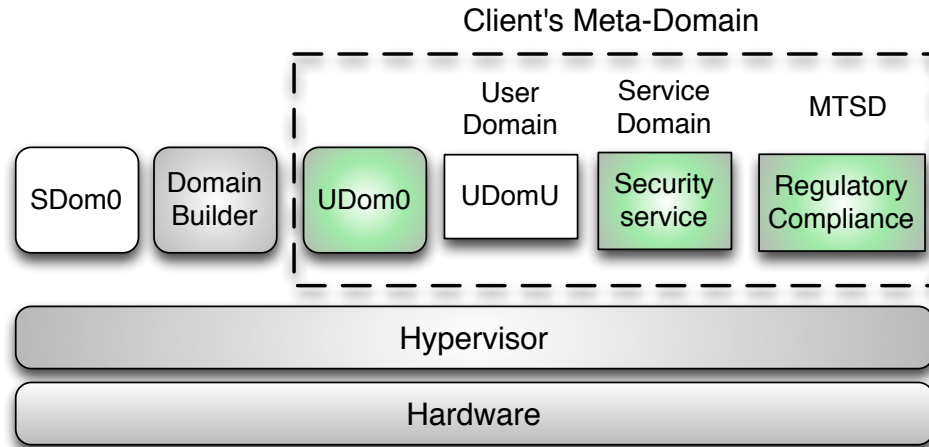 Client's Meta-Domain
User
Domain
Service
Domain
MTSD
SDom0
Domain
Builder
UDom0
UDomU
Security
service
Regulatory
Compliance
Hypervisor
Hardware